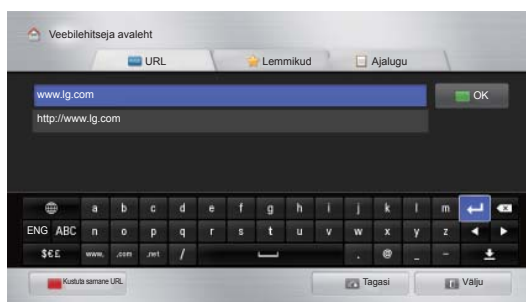 Veebilehitseja avaleht
URL Lemmikud Ajalugu
www.lg.com OK
http://www.lg.com
a b c d e f g h i j k l m
ENG ABC n o p q r s t u v w x y z
$€£ www. .com .net / . @ _ -
Kustuta samane URL Tagasi Välju